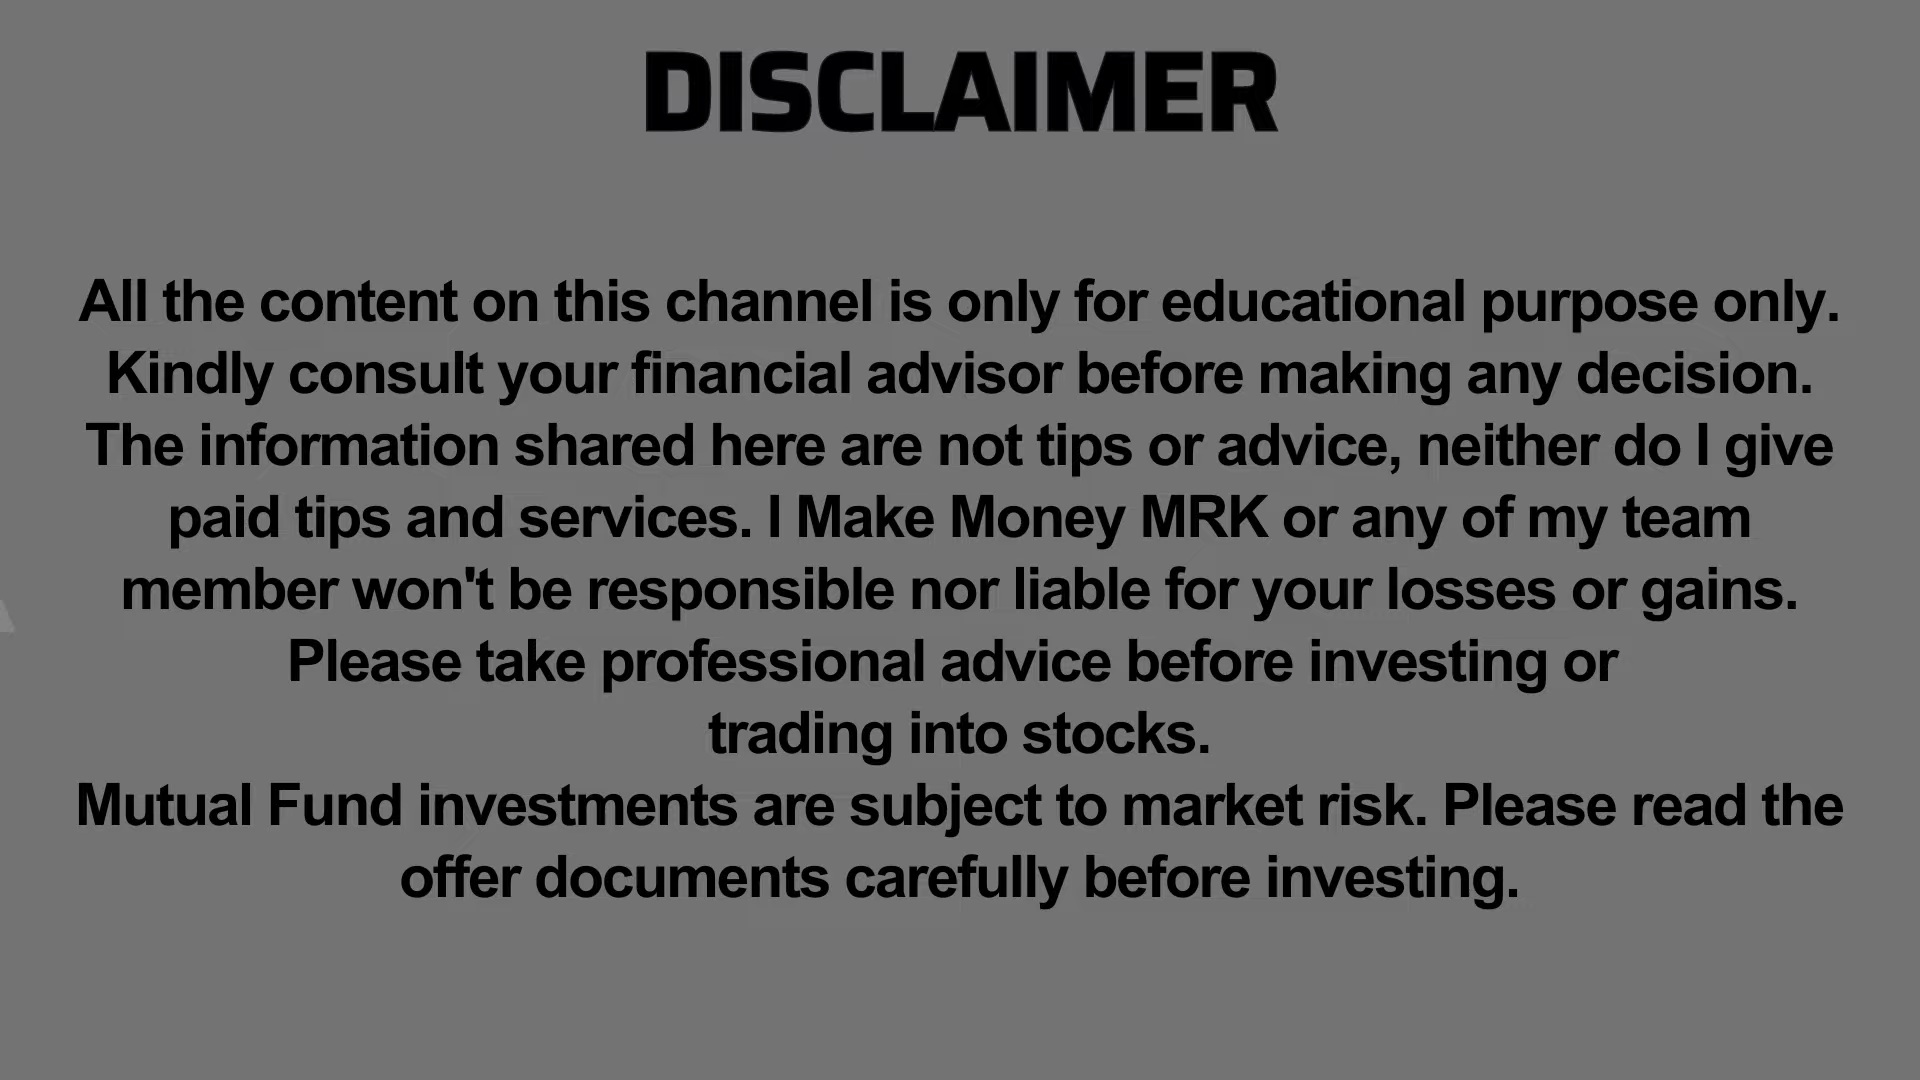 DISCLAIMER
All the content on this channel is only for educational purpose only.
Kindly consult your financial advisor before making any decision.
The information shared here are not tips or advice, neither do I give
paid tips and services. I Make Money MRK or any of my team
member won't be responsible nor liable for your losses or gains.
Please take professional advice before investing or
trading into stocks.
Mutual Fund investments are subject to market risk. Please read the
offer documents carefully before investing.